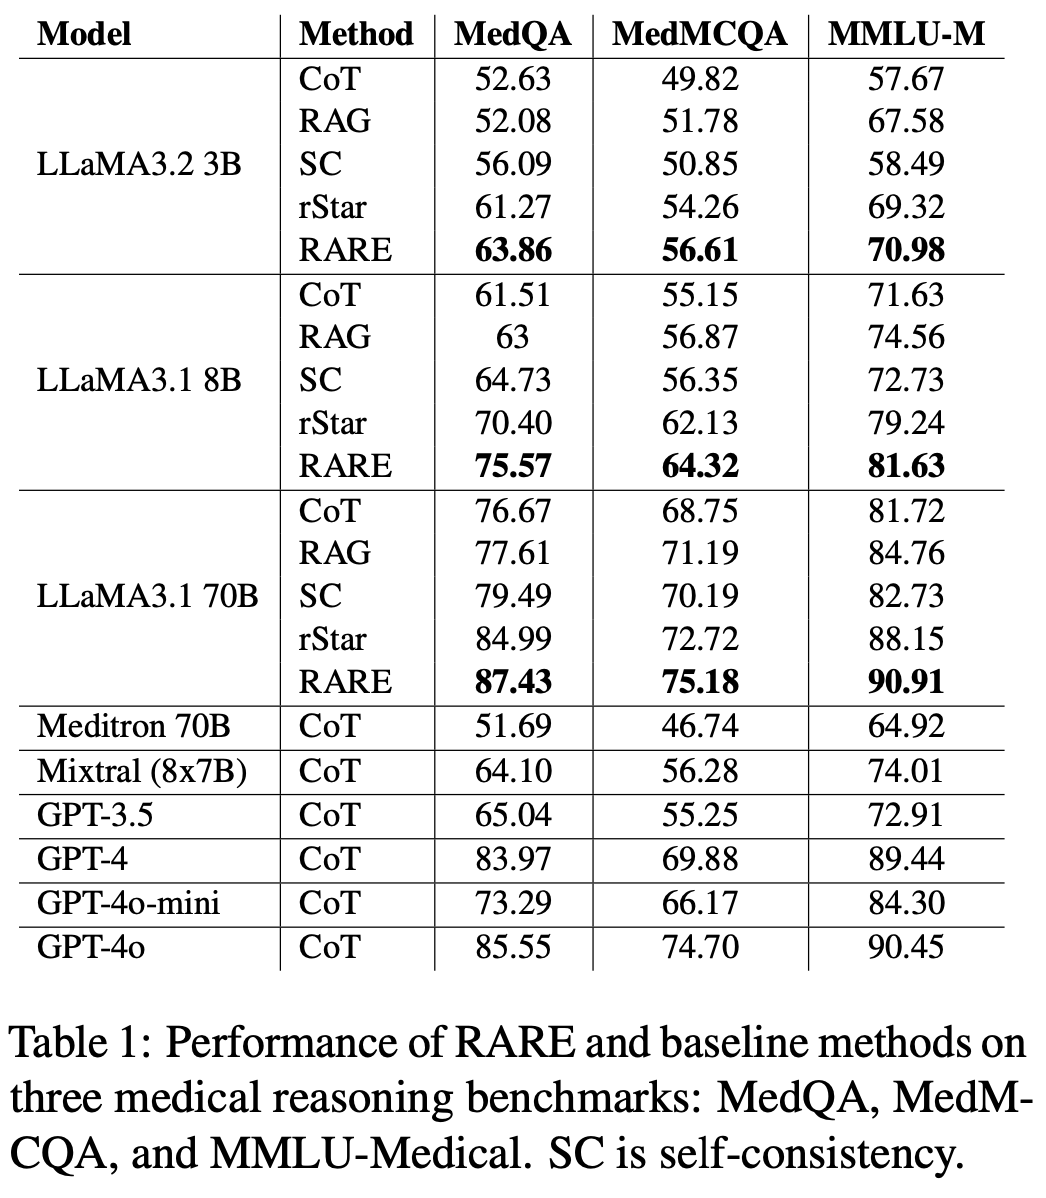 Model Method MedQA MedMCQA MMLU-M
CoT 52.63 49.82 57.67
RAG 52.08 51.78 67.58
LLaMA3.2 3B SC 56.09 50.85 58.49
rStar 61.27 54.26 69.32
RARE 63.86 56.61 70.98
CoT 61.51 55.15 71.63
RAG 63 56.87 74.56
LLaMA3.1 8B SC 64.73 56.35 72.73
rStar 70.40 62.13 79.24
RARE 75.57 64.32 81.63
CoT 76.67 68.75 81.72
RAG 77.61 71.19 84.76
LLaMA3.1 70B SC 79.49 70.19 82.73
rStar 84.99 72.72 88.15
RARE 87.43 75.18 90.91
Meditron 70B CoT 51.69 46.74 64.92
Mixtral (8x7B) CoT 64.10 56.28 74.01
GPT-3.5 CoT 65.04 55.25 72.91
GPT-4 CoT 83.97 69.88 89.44
GPT-4o-mini CoT 73.29 66.17 84.30
GPT-4o CoT 85.55 74.70 90.45
Table 1: Performance of RARE and baseline methods on
three medical reasoning benchmarks: MedQA, MedM-
CQA, and MMLU-Medical. SC is self-consistency.